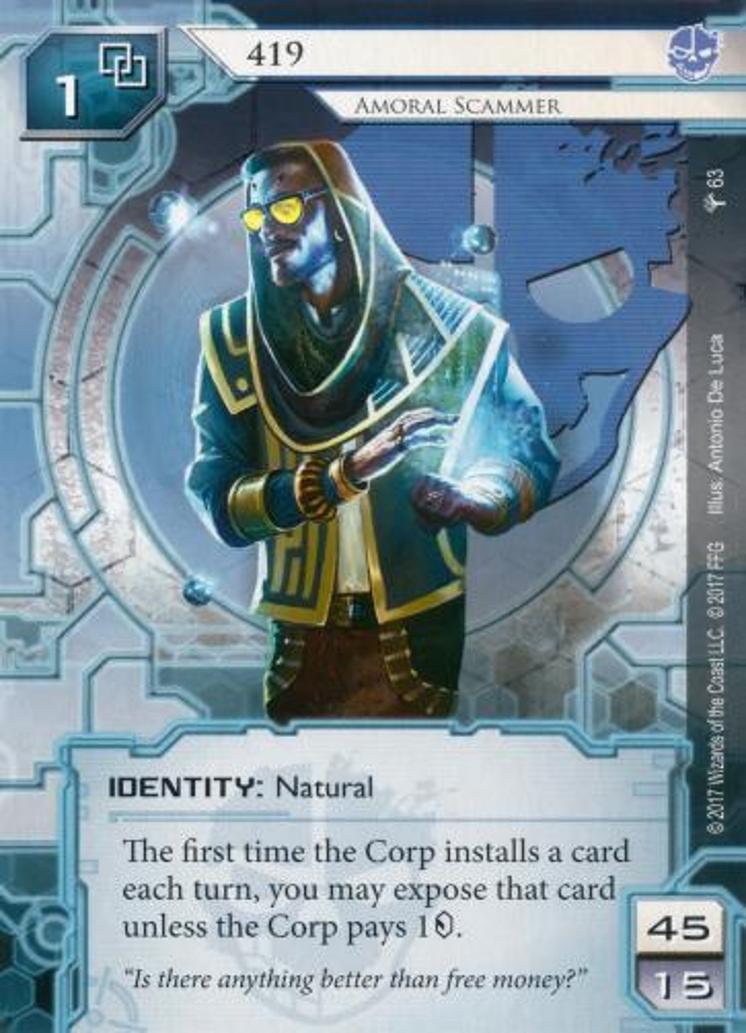 1
419
Amoral Scammer
63
Illus. Antonio De Luca
© 2017 Wizards of the Coast LLC. © 2017 FFG
IDENTITY: Natural
The first time the Corp installs a card
each turn, you may expose that card
unless the Corp pays 1.
“Is there anything better than free money?”
45
15